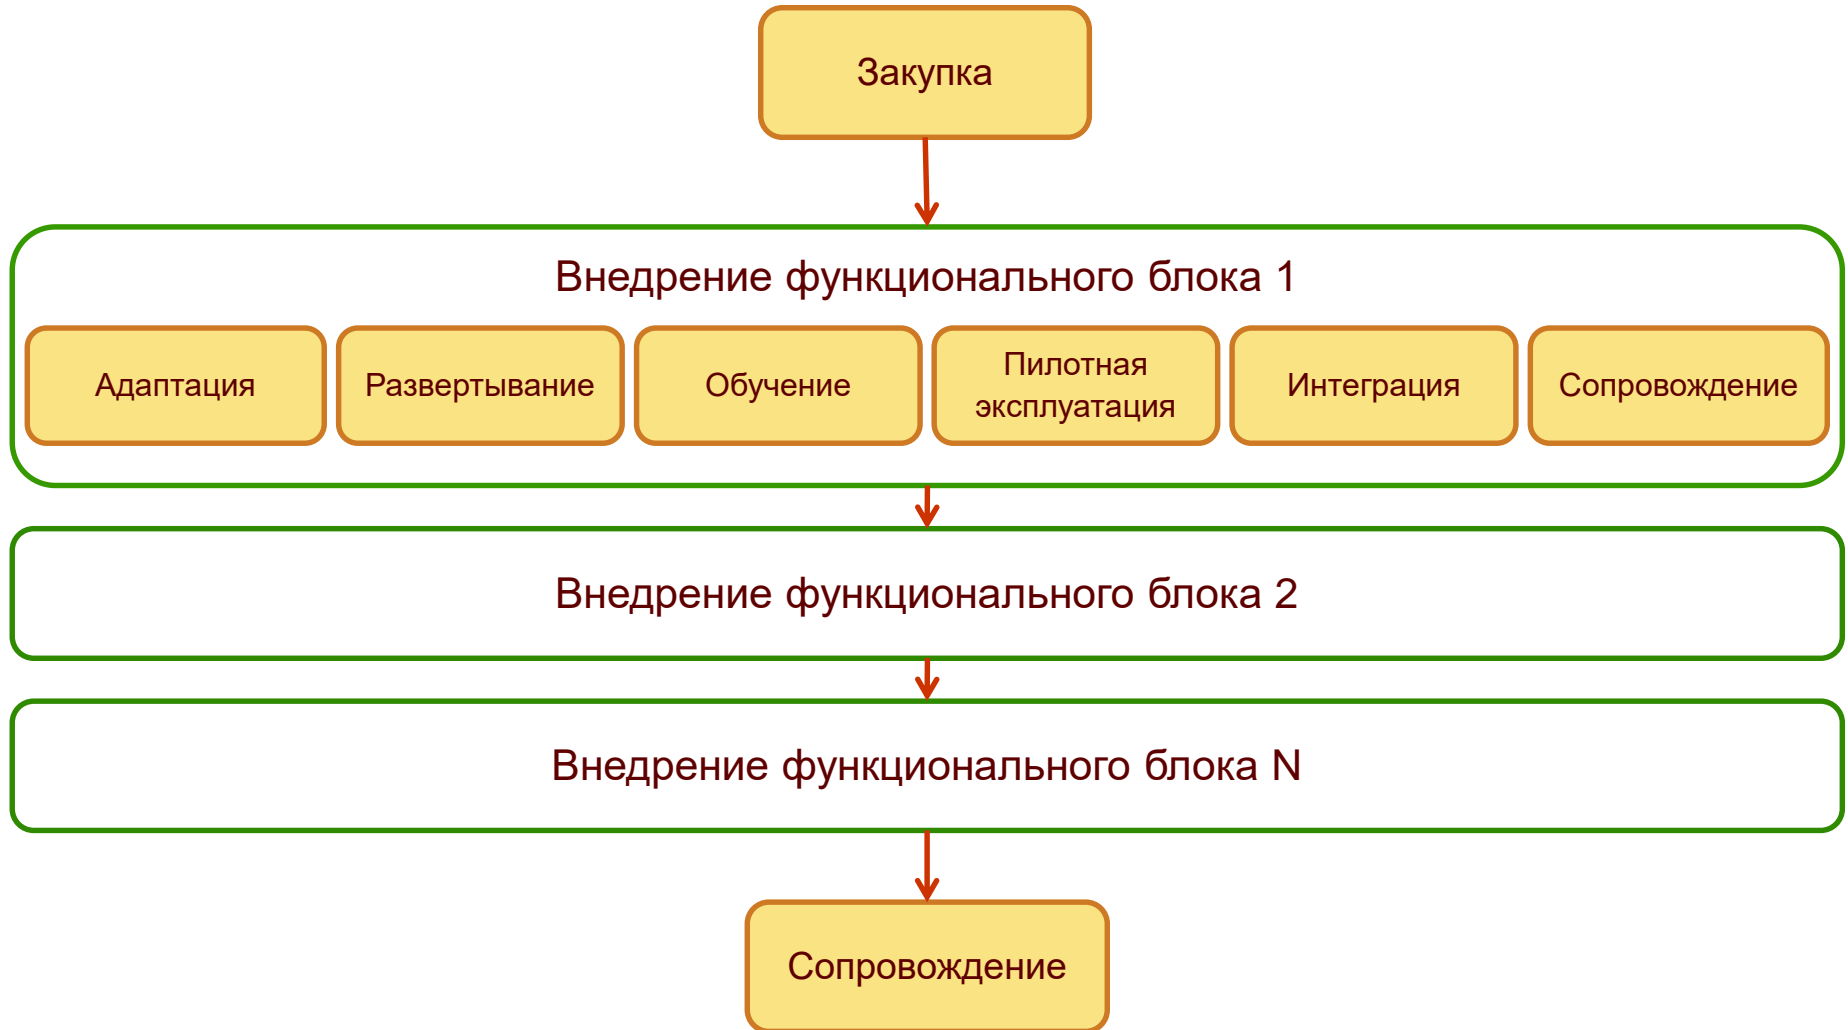 Закупка
Внедрение функционального блока 1
Адаптация
Развертывание
Обучение
Пилотная
эксплуатация
Интеграция
Сопровождение
Внедрение функционального блока 2
Внедрение функционального блока N
Сопровождение